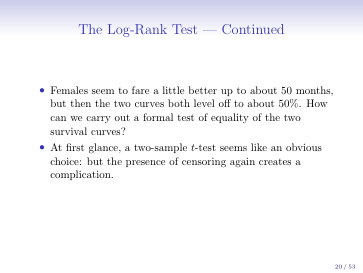 The Log-Rank Test — Continued
• Females seem to fare a little better up to about 50 months,
but then the two curves both level off to about 50%. How
can we carry out a formal test of equality of the two
survival curves?
• At first glance, a two-sample t-test seems like an obvious
choice: but the presence of censoring again creates a
complication.
20 / 53